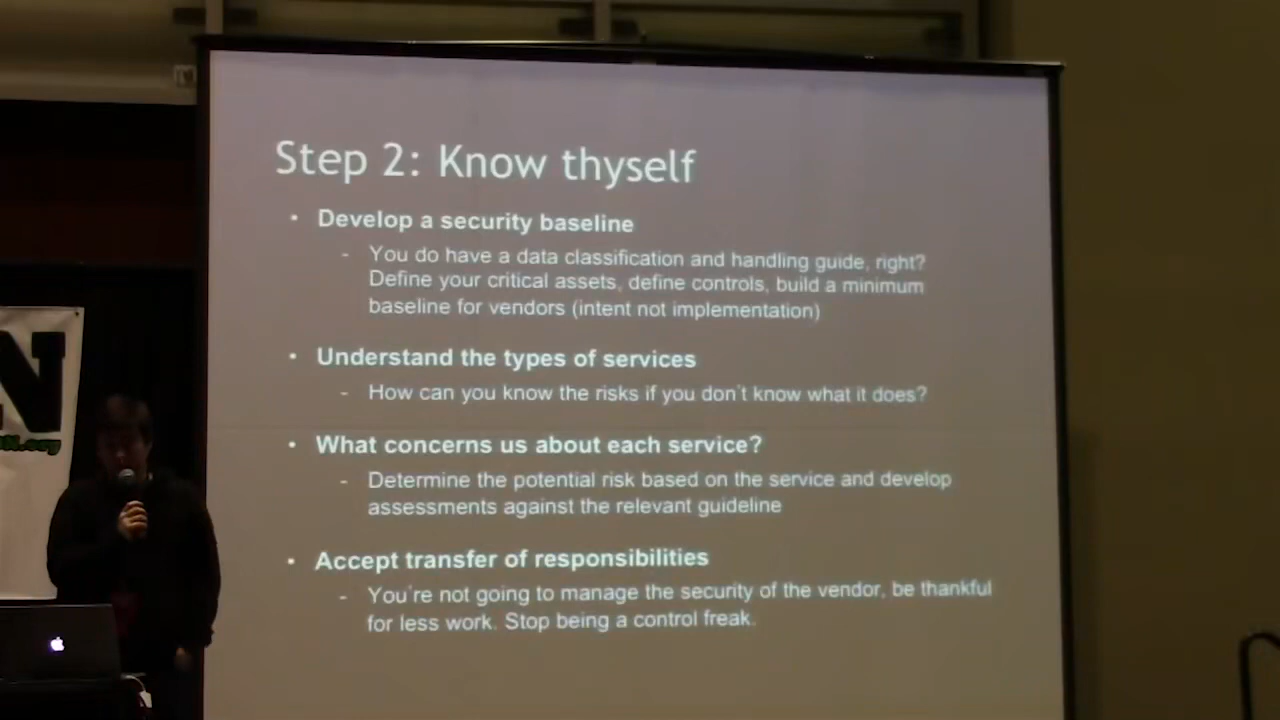 Step 2: Know thyself
• Develop a security baseline
- You do have a data classification and handling guide, right?
Define your critical assets, define controls, build a minimum
baseline for vendors (intent not implementation)
• Understand the types of services
- How can you know the risks if you don't know what it does?
• What concerns us about each service?
- Determine the potential risk based on the service and develop
assessments against the relevant guideline
• Accept transfer of responsibilities
- You're not going to manage the security of the vendor, be thankful
for less work. Stop being a control freak.
N
.org